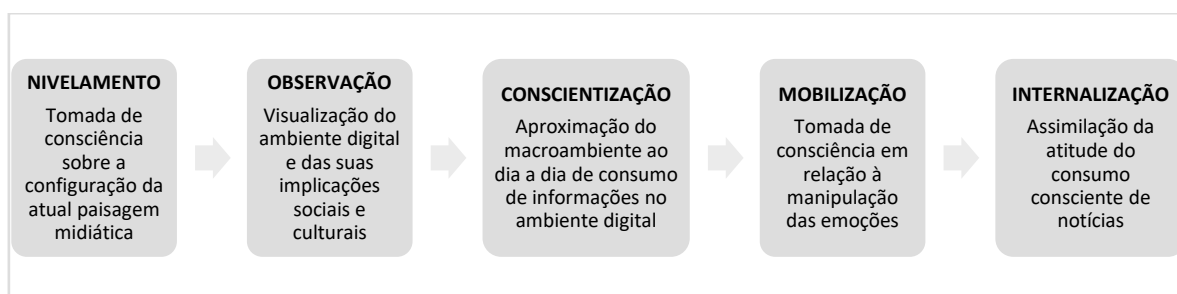 NIVELAMENTO
Tomada de
consciência
sobre a
configuração da
atual paisagem
midiática
OBSERVAÇÃO
Visualização do
ambiente digital
e das suas
implicações
sociais e
culturais
CONSCIENTIZAÇÃO
Aproximação do
macroambiente ao
dia a dia de consumo
de informações no
ambiente digital
MOBILIZAÇÃO
Tomada de
consciência em
relação à
manipulação
das emoções
INTERNALIZAÇÃO
Assimilação da
atitude do
consumo
consciente de
notícias